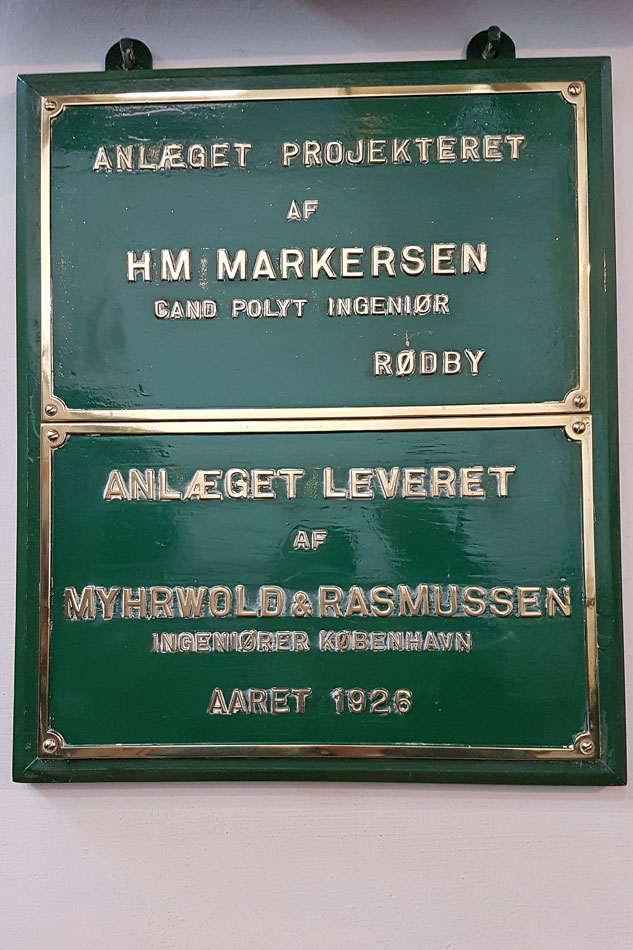 ANLÆGET PROJEKTERET
AF
HM MARKERSEN
CAND POLYT INGENIØR
RØDBY
ANLÆGET LEVERET
AF
MYHRWOLD & RASMUSSEN
INGENIØRER KØBENHAVN
AARET 1926